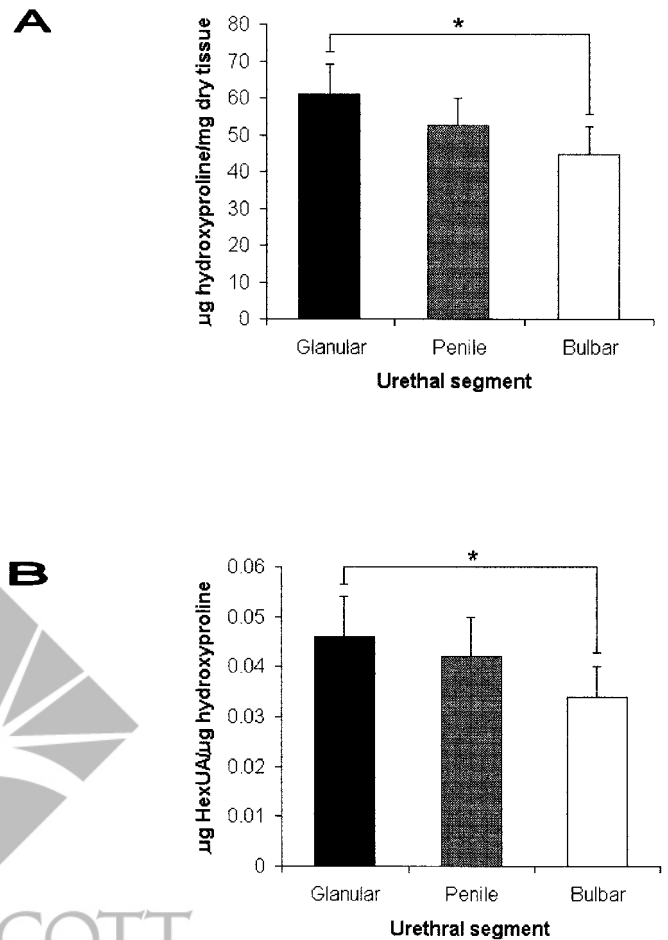 A
µg hydroxyproline/mg dry tissue
80
70
60
50
40
30
20
10
0
*
Glanular Penile Bulbar
Urethal segment
B
µg HexUA/µg hydroxyproline
0.06
0.05
0.04
0.03
0.02
0.01
0
*
Glanular Penile Bulbar
Urethral segment
COTT